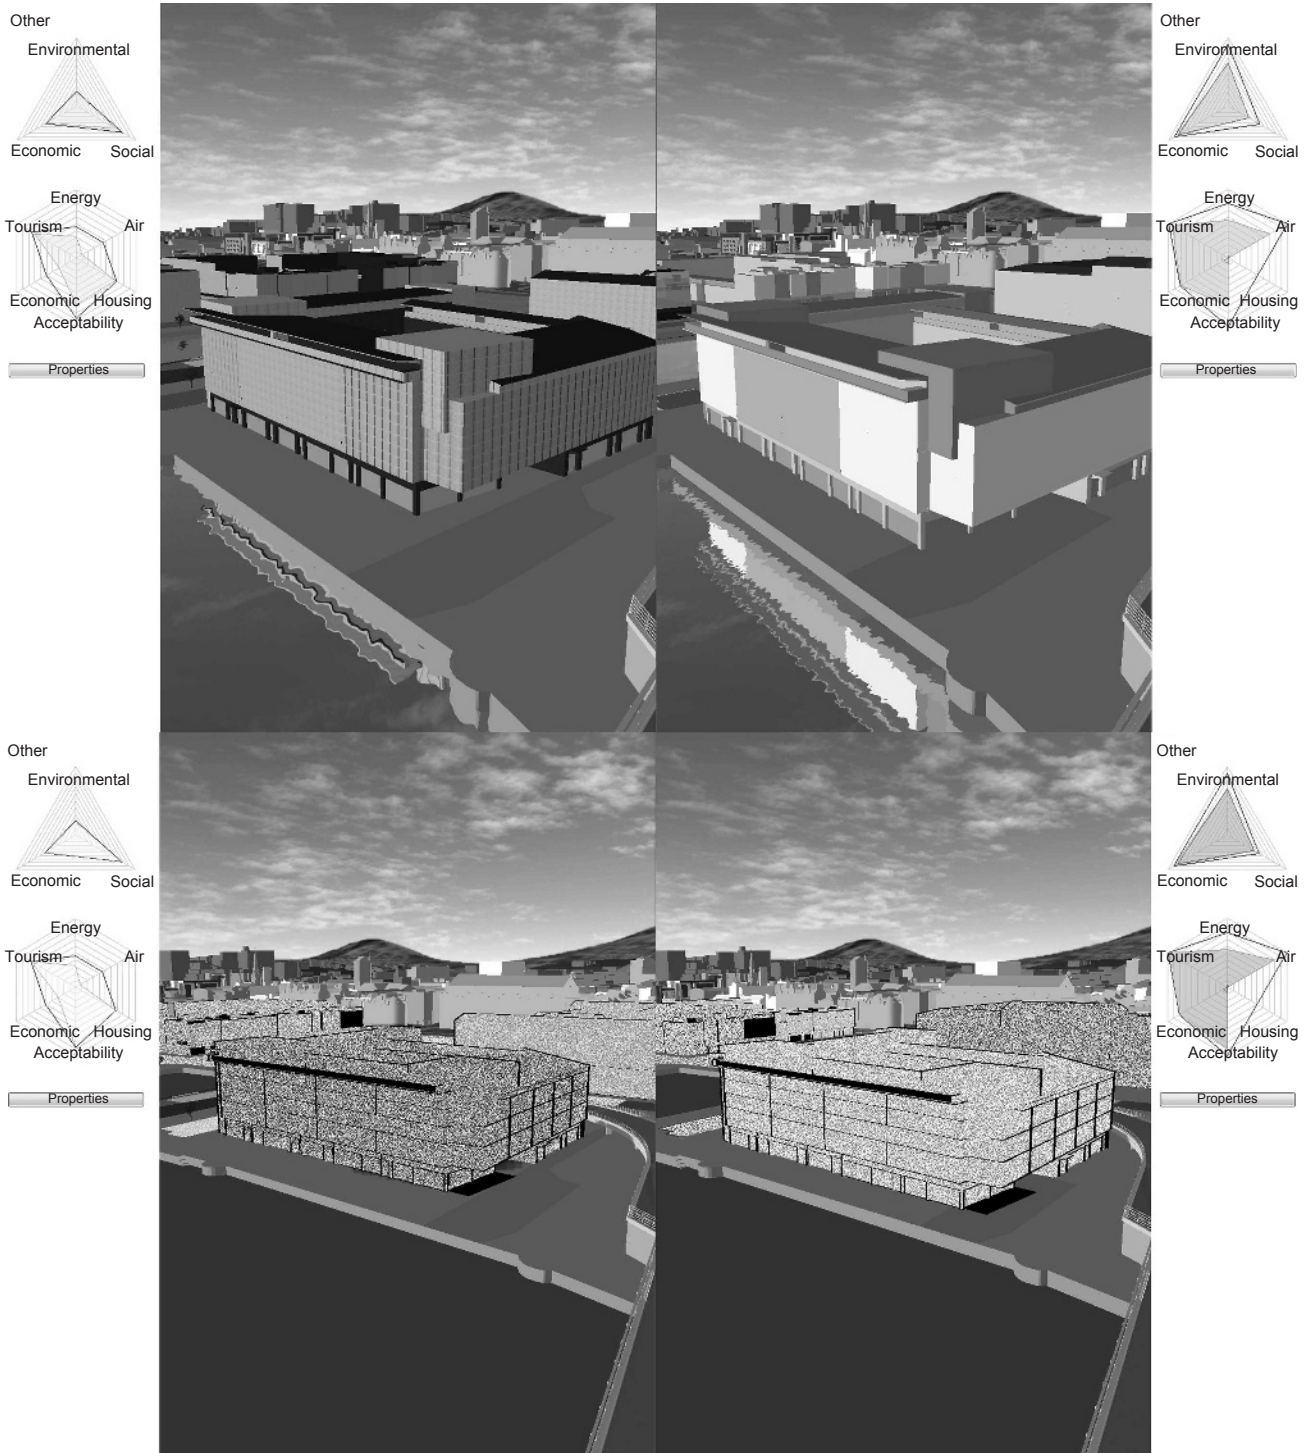 Other
Environmental
Economic Social
Energy
Tourism Air
Economic Housing
Acceptability
Properties
Other
Environmental
Economic Social
Energy
Tourism Air
Economic Housing
Acceptability
Properties
Other
Environmental
Economic Social
Energy
Tourism Air
Economic Housing
Acceptability
Properties
Other
Environmental
Economic Social
Energy
Tourism Air
Economic Housing
Acceptability
Properties